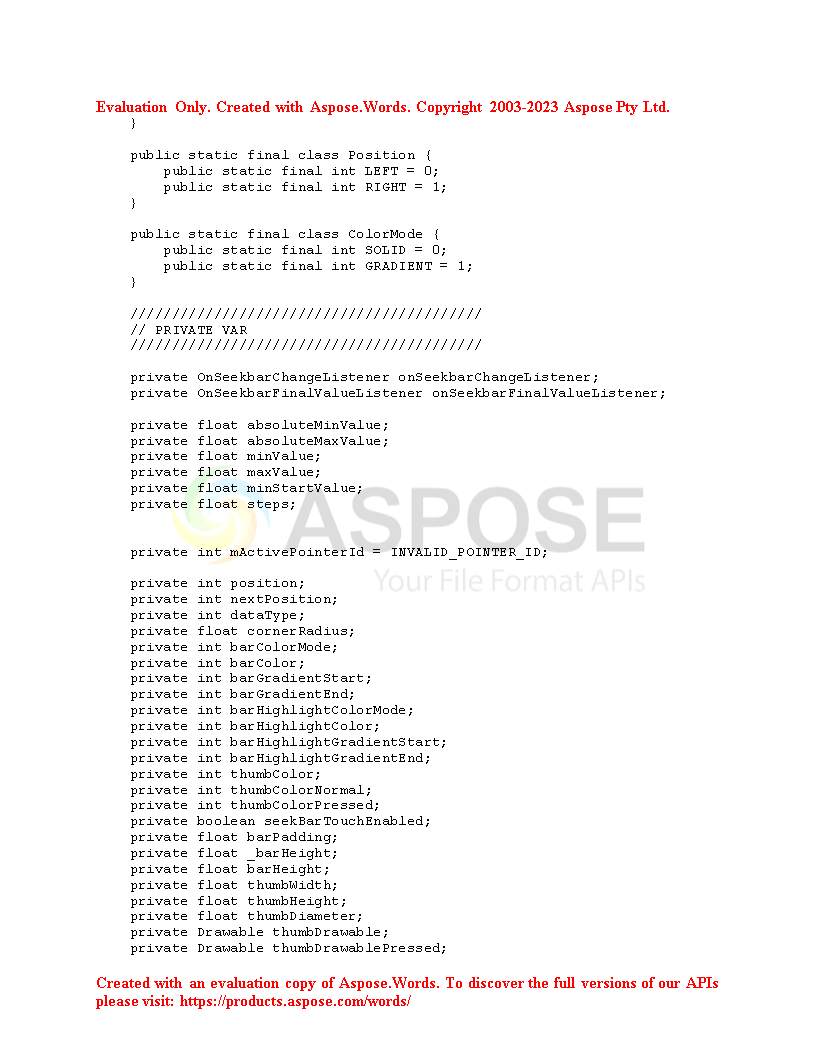 Evaluation Only. Created with Aspose.Words. Copyright 2003-2023 Aspose Pty Ltd.
}
public static final class Position {
public static final int LEFT = 0;
public static final int RIGHT = 1;
}
public static final class ColorMode {
public static final int SOLID = 0;
public static final int GRADIENT = 1;
}
//////////////////////////////////////////
// PRIVATE VAR
//////////////////////////////////////////
private OnSeekbarChangeListener onSeekbarChangeListener;
private OnSeekbarFinalValueListener onSeekbarFinalValueListener;
private float absoluteMinValue;
private float absoluteMaxValue;
private float minValue;
private float maxValue;
private float minStartValue;
private float steps;
ASPOSE
private int mActivePointerId = INVALID_POINTER_ID;
Your File Format APIs
private int position;
private int nextPosition;
private int dataType;
private float cornerRadius;
private int barColorMode;
private int barColor;
private int barGradientStart;
private int barGradientEnd;
private int barHighlightColorMode;
private int barHighlightColor;
private int barHighlightGradientStart;
private int barHighlightGradientEnd;
private int thumbColor;
private int thumbColorNormal;
private int thumbColorPressed;
private boolean seekBarTouchEnabled;
private float barPadding;
private float _barHeight;
private float barHeight;
private float thumbWidth;
private float thumbHeight;
private float thumbDiameter;
private Drawable thumbDrawable;
private Drawable thumbDrawablePressed;
Created with an evaluation copy of Aspose.Words. To discover the full versions of our APIs
please visit: https://products.aspose.com/words/